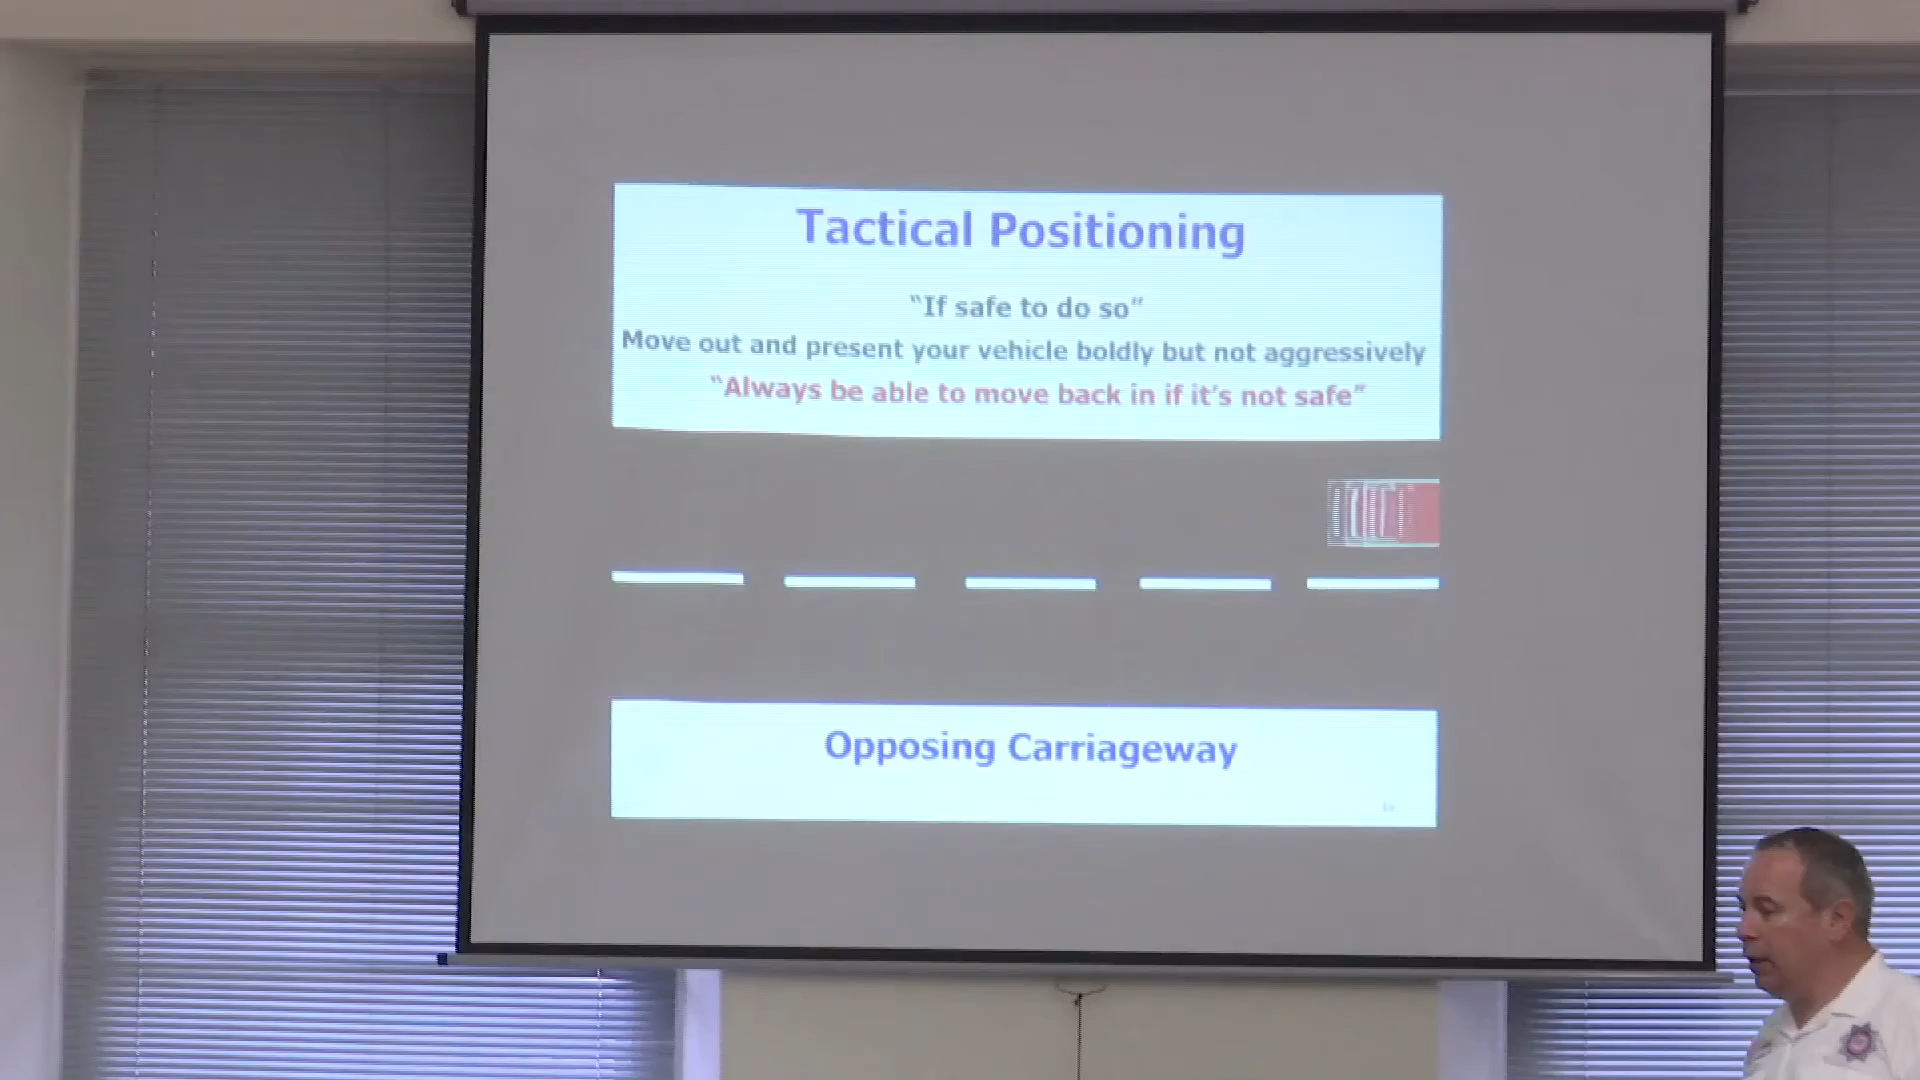 Tactical Positioning
“If safe to do so”
Move out and present your vehicle boldly but not aggressively
“Always be able to move back in if it's not safe”
Opposing Carriageway